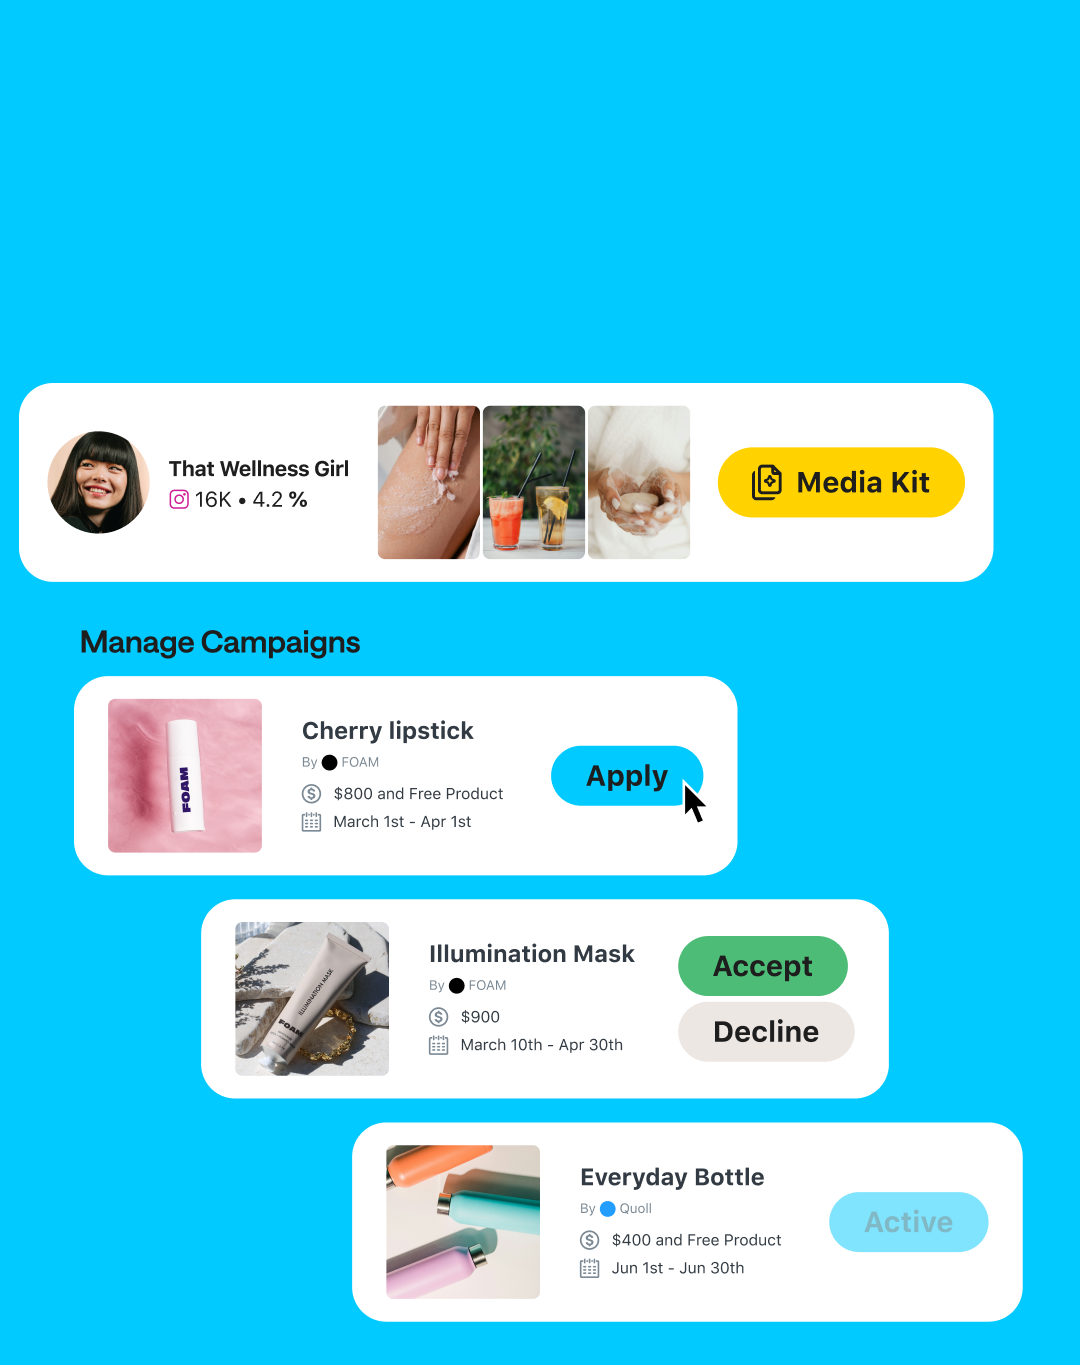 That Wellness Girl
16K • 4.2 %
Media Kit
Manage Campaigns
FOAM
Cherry lipstick
By FOAM
$800 and Free Product
March 1st - Apr 1st
Apply
ILLUMINATION MASK
FOAM
Illumination Mask
By FOAM
$900
March 10th - Apr 30th
Accept
Decline
Everyday Bottle
By Quoll
$400 and Free Product
Jun 1st - Jun 30th
Active